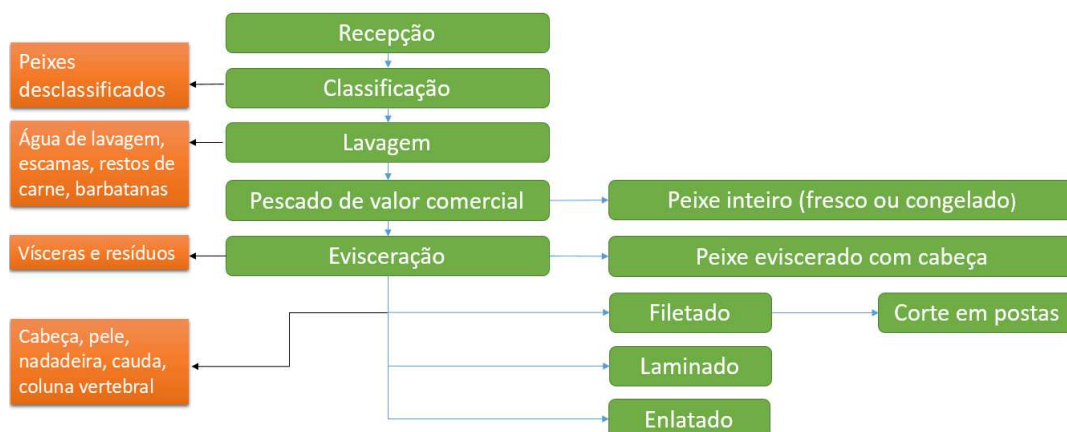 Recepção
Peixes
desclassificados
Classificação
Água de lavagem,
escamas, restos de
carne, barbatanas
Lavagem
Pescado de valor comercial
Peixe inteiro (fresco ou congelado)
Vísceras e resíduos
Evisceração
Peixe eviscerado com cabeça
Cabeça, pele,
nadadeira, cauda,
coluna vertebral
Filetado
Corte em postas
Laminado
Enlatado